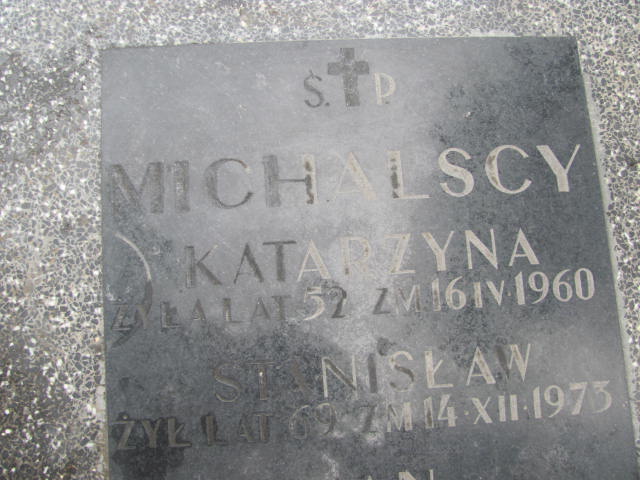 Ś. P.
MICHALSCY
KATARZYNA
ŻYŁA LAT 52 ZM 16 IV 1960
STANISŁAW
ŻYŁ LAT 69 ZM 14·XII·1973